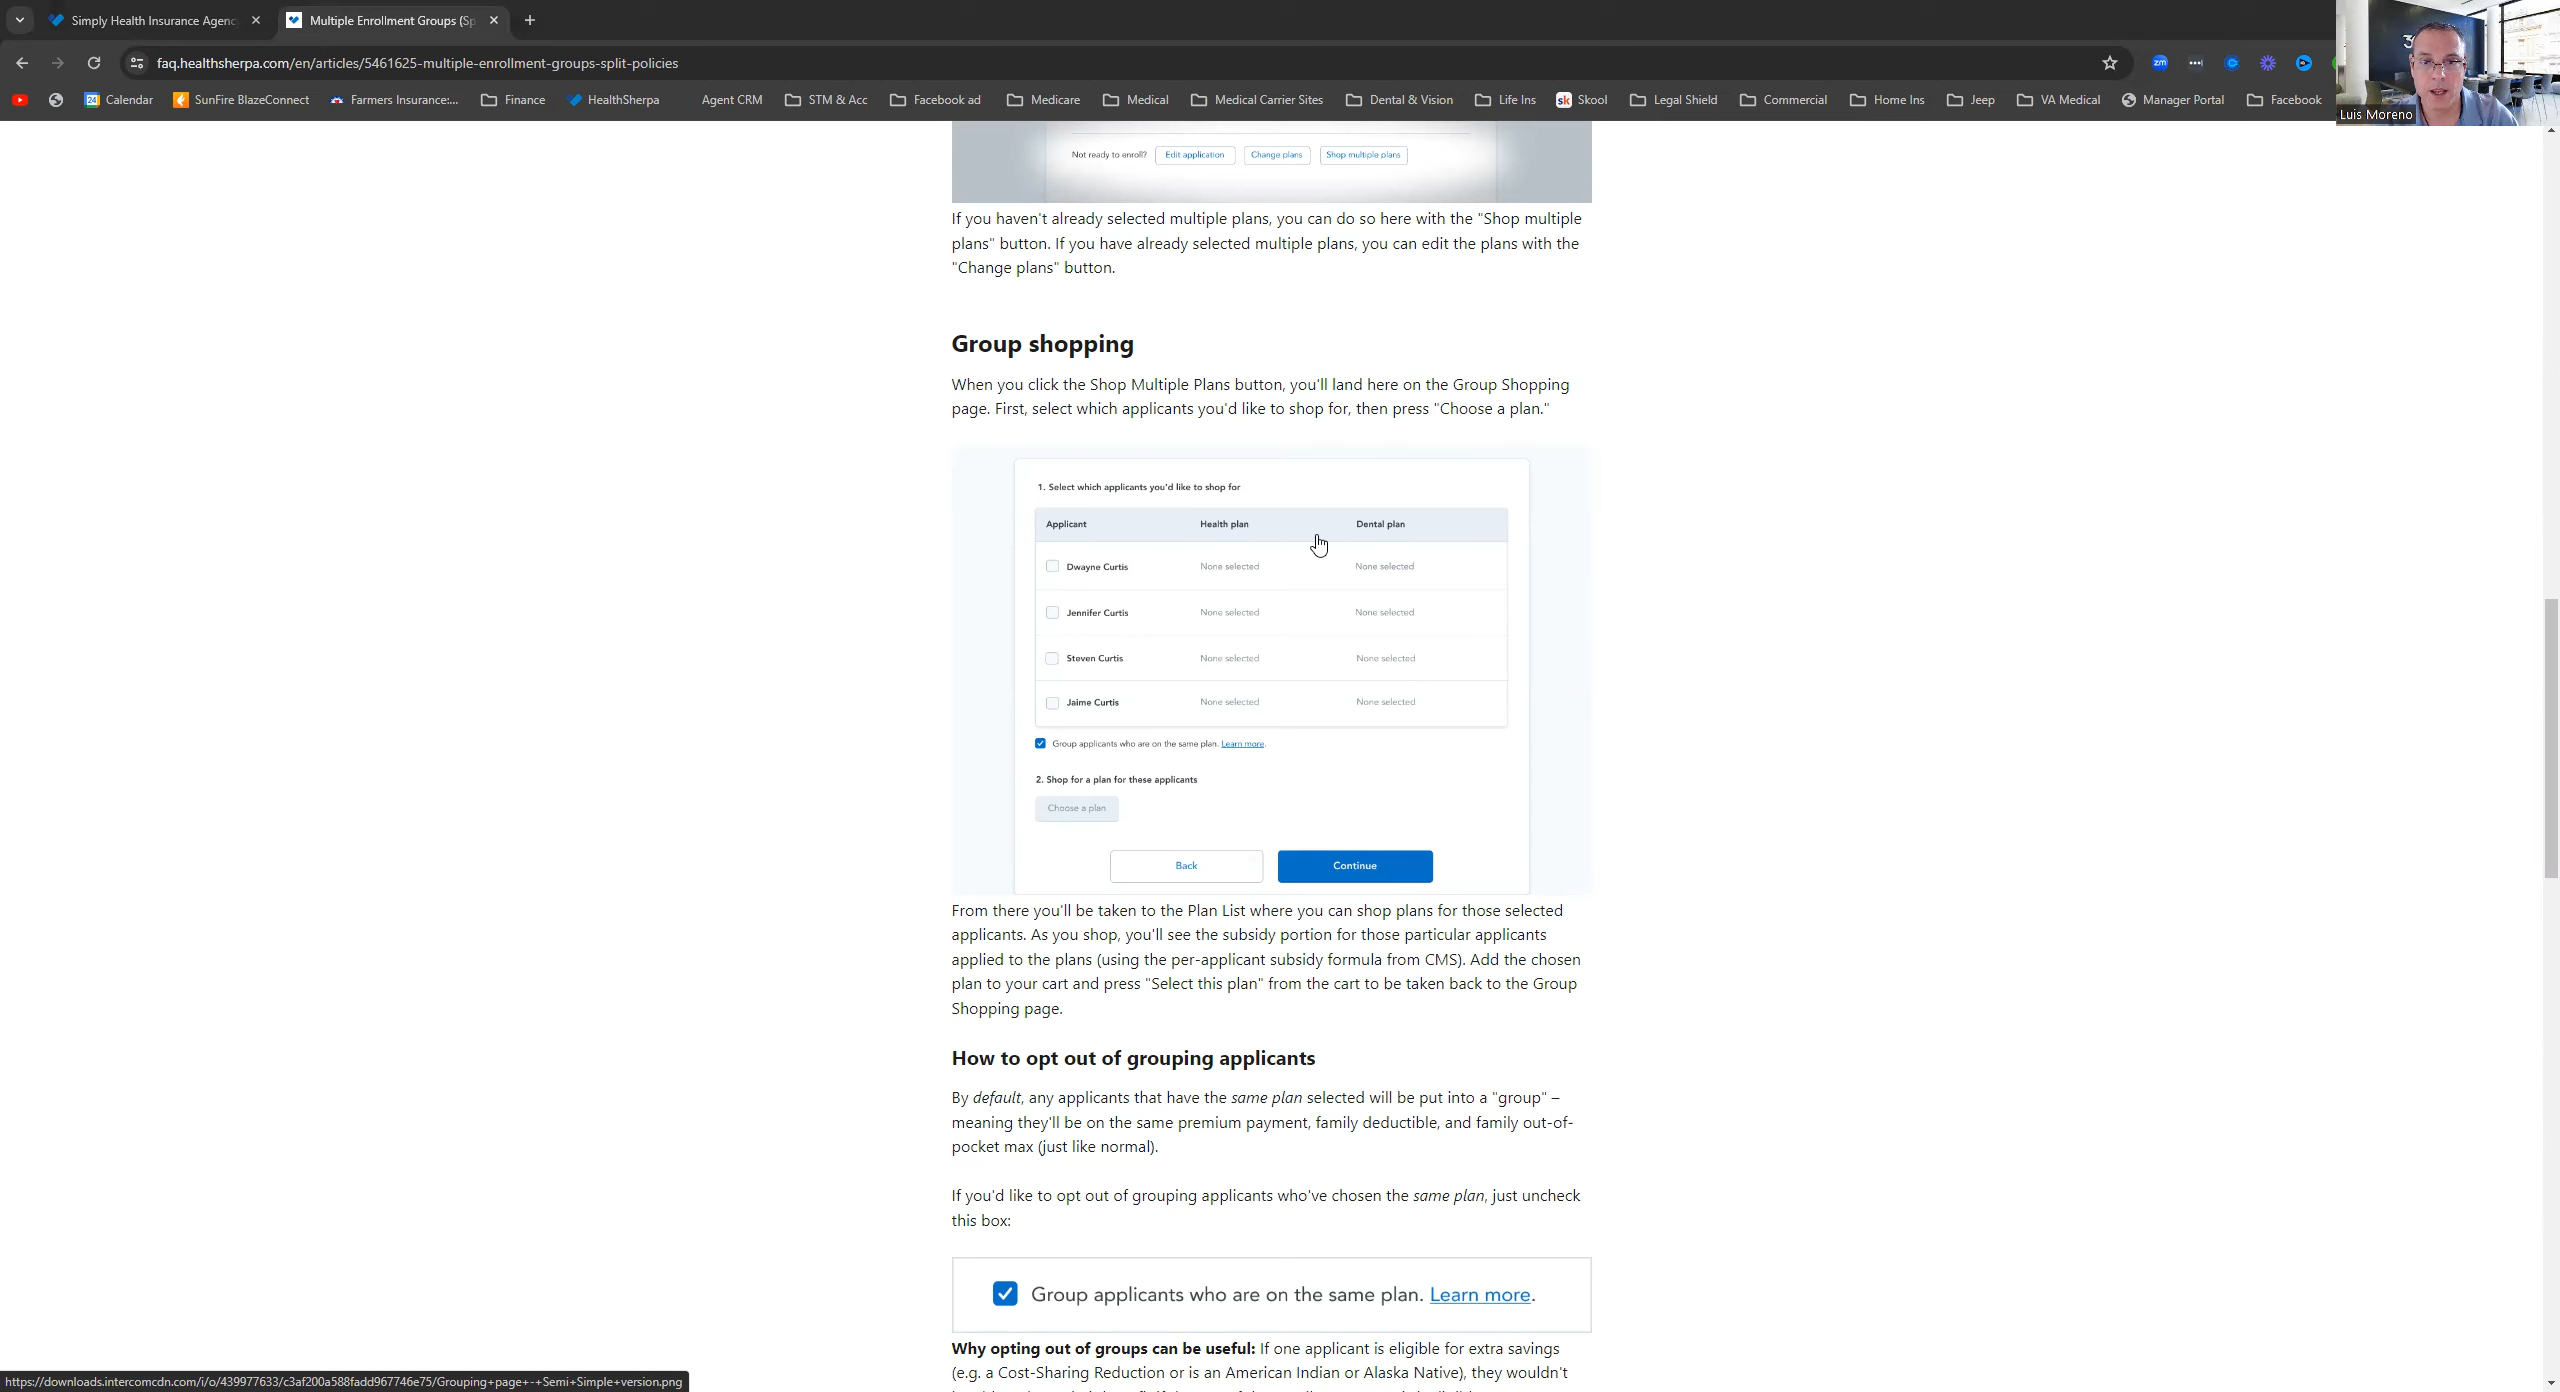 Simply Health Insurance Agenc
Multiple Enrollment Groups (Sp
faq.healthsherpa.com/en/articles/5461625-multiple-enrollment-groups-split-policies
zm
24 Calendar
SunFire BlazeConnect
Farmers Insurance:...
Finance
HealthSherpa
Agent CRM
STM & Acc
Facebook ad
Medicare
Medical
Medical Carrier Sites
Dental & Vision
Life Ins
sk Skool
Legal Shield
Commercial
Home Ins
Jeep
VA Medical
Manager Portal
Facebook
Luis Moreno
Not ready to enroll? Edit application Change plans Shop multiple plans
If you haven't already selected multiple plans, you can do so here with the "Shop multiple
plans" button. If you have already selected multiple plans, you can edit the plans with the
"Change plans" button.
Group shopping
When you click the Shop Multiple Plans button, you'll land here on the Group Shopping
page. First, select which applicants you'd like to shop for, then press "Choose a plan."
1. Select which applicants you'd like to shop for
Applicant Health plan Dental plan
Dwayne Curtis None selected None selected
Jennifer Curtis None selected None selected
Steven Curtis None selected None selected
Jaime Curtis None selected None selected
Group applicants who are on the same plan. Learn more.
2. Shop for a plan for these applicants
Choose a plan
Back Continue
From there you'll be taken to the Plan List where you can shop plans for those selected
applicants. As you shop, you'll see the subsidy portion for those particular applicants
applied to the plans (using the per-applicant subsidy formula from CMS). Add the chosen
plan to your cart and press "Select this plan" from the cart to be taken back to the Group
Shopping page.
How to opt out of grouping applicants
By default, any applicants that have the same plan selected will be put into a "group" –
meaning they'll be on the same premium payment, family deductible, and family out-of-
pocket max (just like normal).
If you'd like to opt out of grouping applicants who've chosen the same plan, just uncheck
this box:
Group applicants who are on the same plan. Learn more.
Why opting out of groups can be useful: If one applicant is eligible for extra savings
(e.g. a Cost-Sharing Reduction or is an American Indian or Alaska Native), they wouldn't
https://downloads.intercomcdn.com/i/o/439977633/c3af200a588fadd967746e75/Grouping+page+-+Semi+Simple+version.png